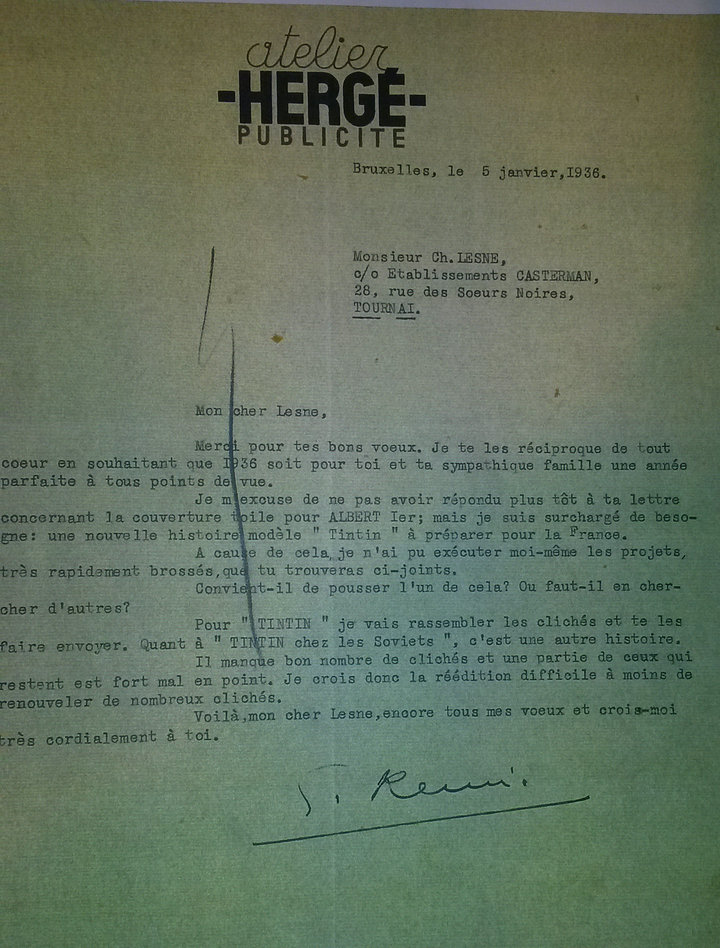 atelier
-HERGÉ-
PUBLICITE
Bruxelles, le 5 janvier,1936.
Monsieur Ch.LESNE,
c/o Etablissements CASTERMAN,
28, rue des Soeurs Noires,
TOURNAI.
Mon cher Lesne,
Merci pour tes bons voeux. Je te les réciproque de tout
coeur en souhaitant que 1936 soit pour toi et ta sympathique famille une année
parfaite à tous points de vue.
Je m'excuse de ne pas avoir répondu plus tôt à ta lettre
concernant la couverture toile pour ALBERT Ier; mais je suis surchargé de beso-
gne: une nouvelle histoire modèle " Tintin " à préparer pour la France.
A cause de cela, je n'ai pu exécuter moi-même les projets,
très rapidement brossés,que tu trouveras ci-joints.
Convient-il de pousser l'un de cela? Ou faut-il en cher-
cher d'autres?
Pour " TINTIN " je vais rassembler les clichés et te les
faire envoyer. Quant à " TINTIN chez les Soviets ", c'est une autre histoire.
Il manque bon nombre de clichés et une partie de ceux qui
restent est fort mal en point. Je crois donc la réédition difficile à moins de
renouveler de nombreux clichés.
Voilà,mon cher Lesne,encore tous mes voeux et crois-moi
très cordialement à toi.
G. Remi.